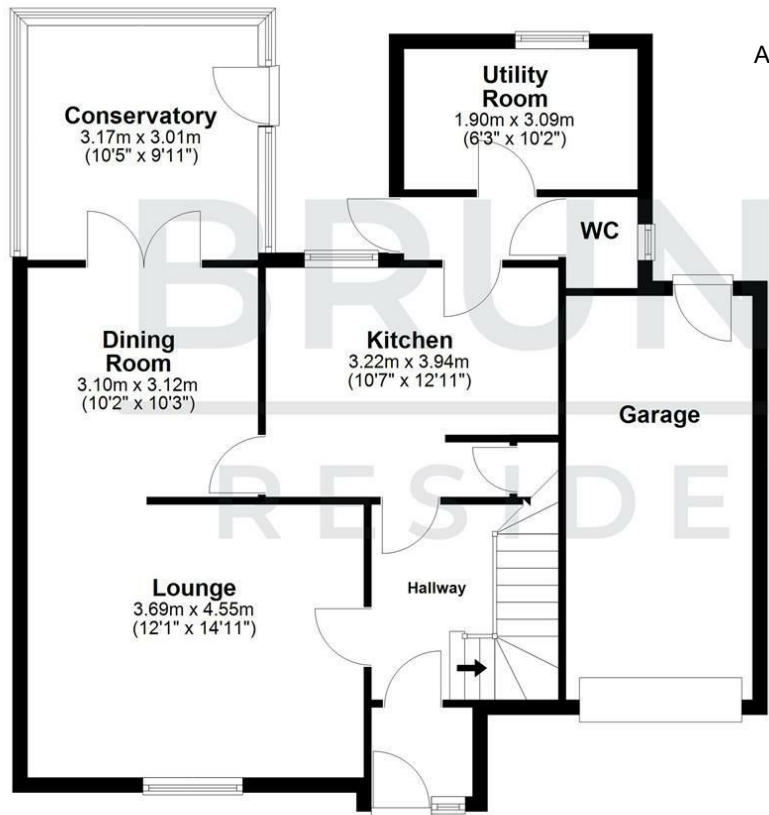 A
Utility
Room
1.90m x 3.09m
(6'3" x 10'2")
Conservatory
3.17m x 3.01m
(10'5" x 9'11")
WC
BRUN
Dining
Room
3.10m x 3.12m
(10'2" x 10'3")
Kitchen
3.22m x 3.94m
(10'7" x 12'11")
Garage
RESIDE
Lounge
3.69m x 4.55m
(12'1" x 14'11")
Hallway